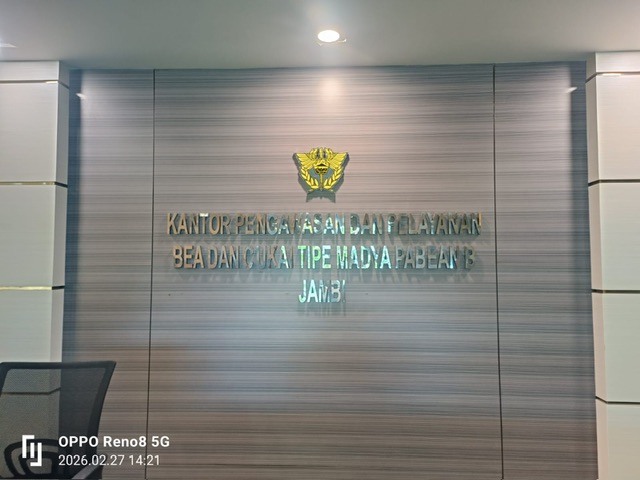 KANTOR PENGAWASAN DAN PELAYANAN
BEA DAN CUKAI TIPE MADYA PABEAN B
JAMBI
OPPO Reno8 5G
2026.02.27 14:21